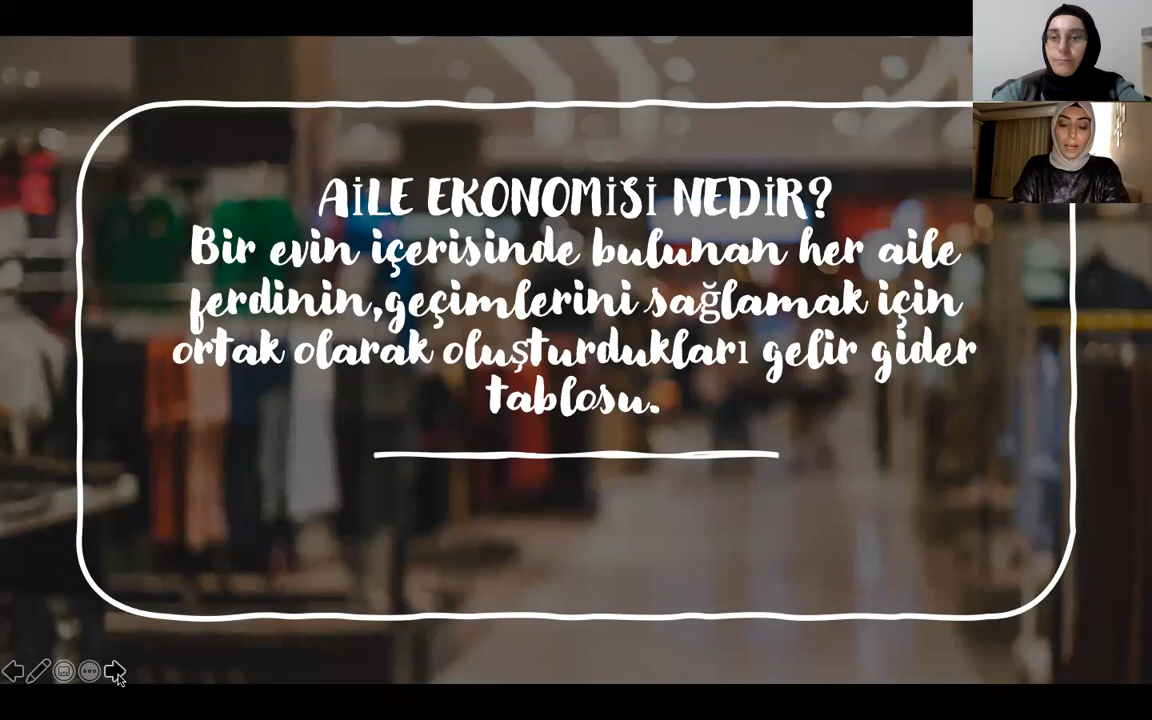 AİLE EKONOMİSİ NEDİR?
Bir evin içerisinde bulunan her aile
ferdinin,geçimlerini sağlamak için
ortak olarak oluşturdukları gelir gider
tablosu.